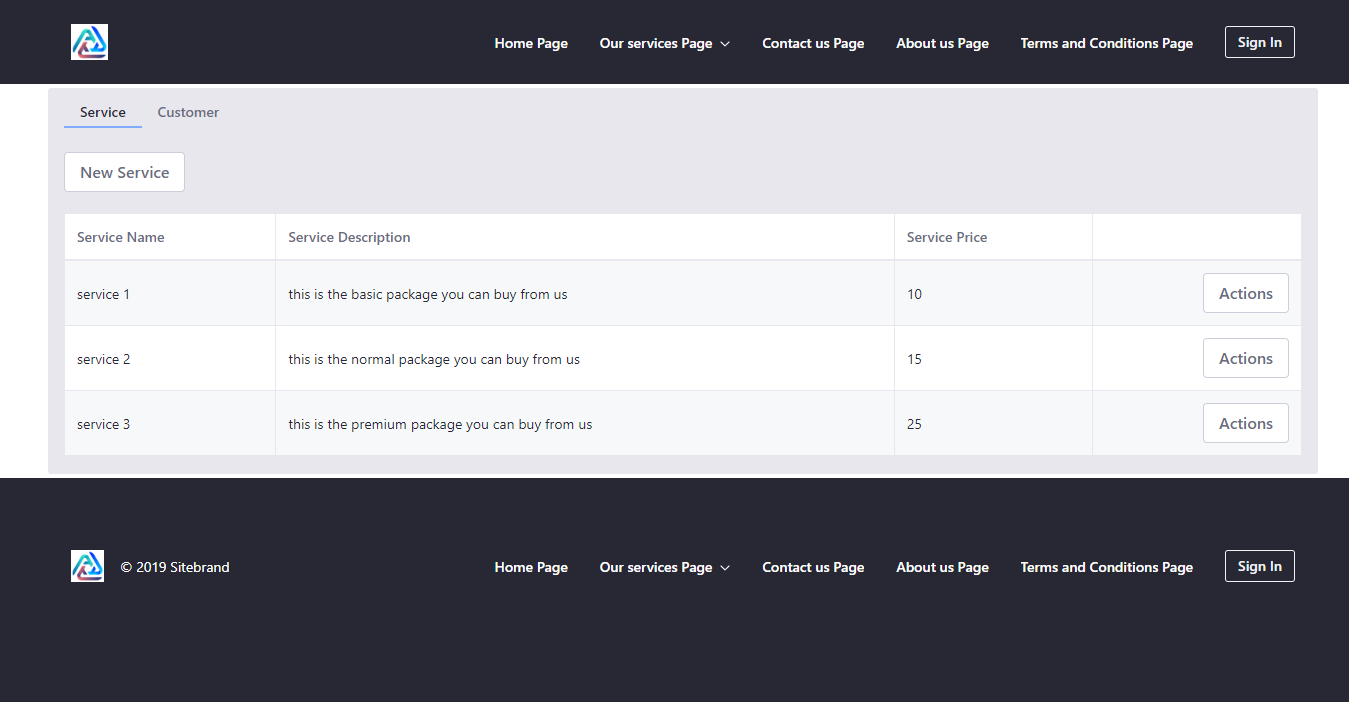 Home Page Our services Page Contact us Page About us Page Terms and Conditions Page Sign In
Service Customer
New Service
Service Name Service Description Service Price
service 1 this is the basic package you can buy from us 10 Actions
service 2 this is the normal package you can buy from us 15 Actions
service 3 this is the premium package you can buy from us 25 Actions
© 2019 Sitebrand Home Page Our services Page Contact us Page About us Page Terms and Conditions Page Sign In